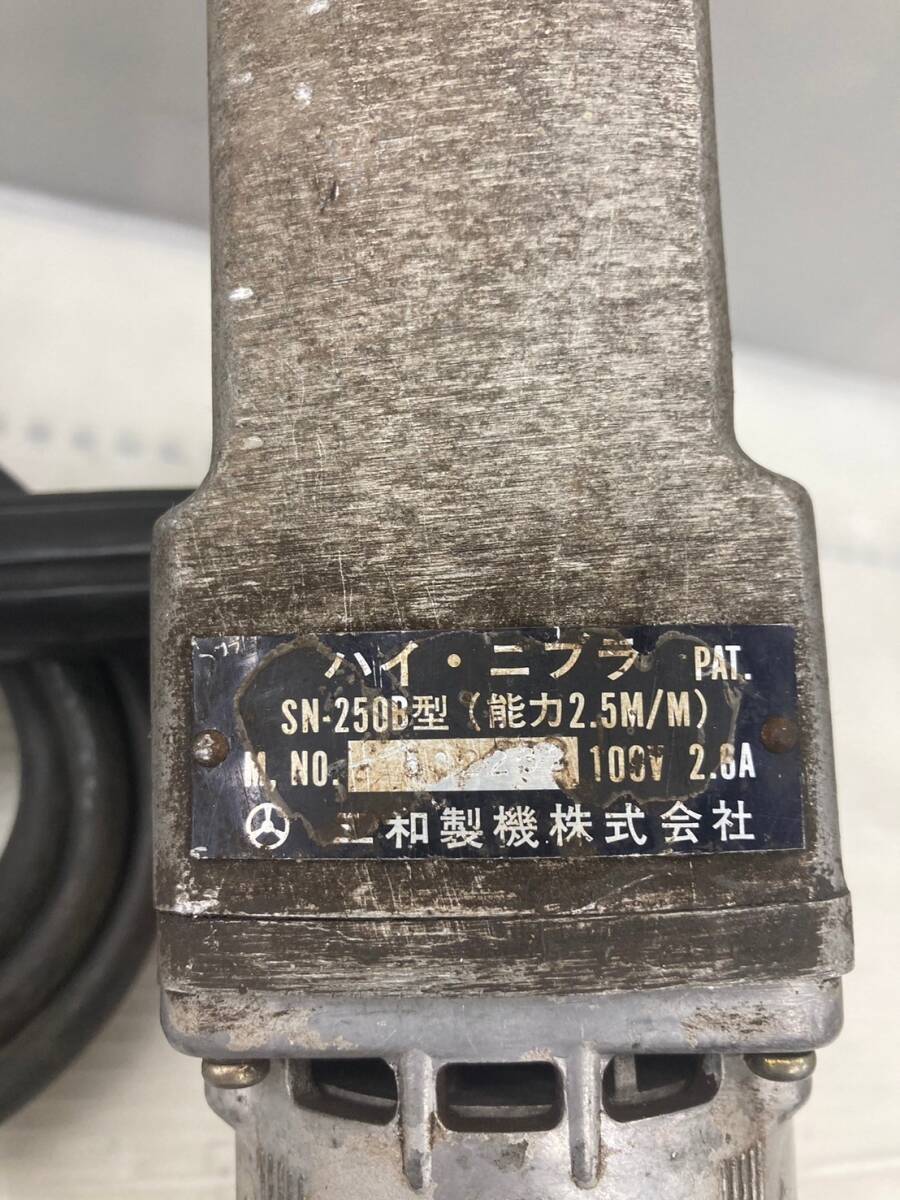 ハイ・ニブラ PAT.
SN-250B型 (能力2.5M/M)
M. NO. 100V 2.6A
三和製機株式会社